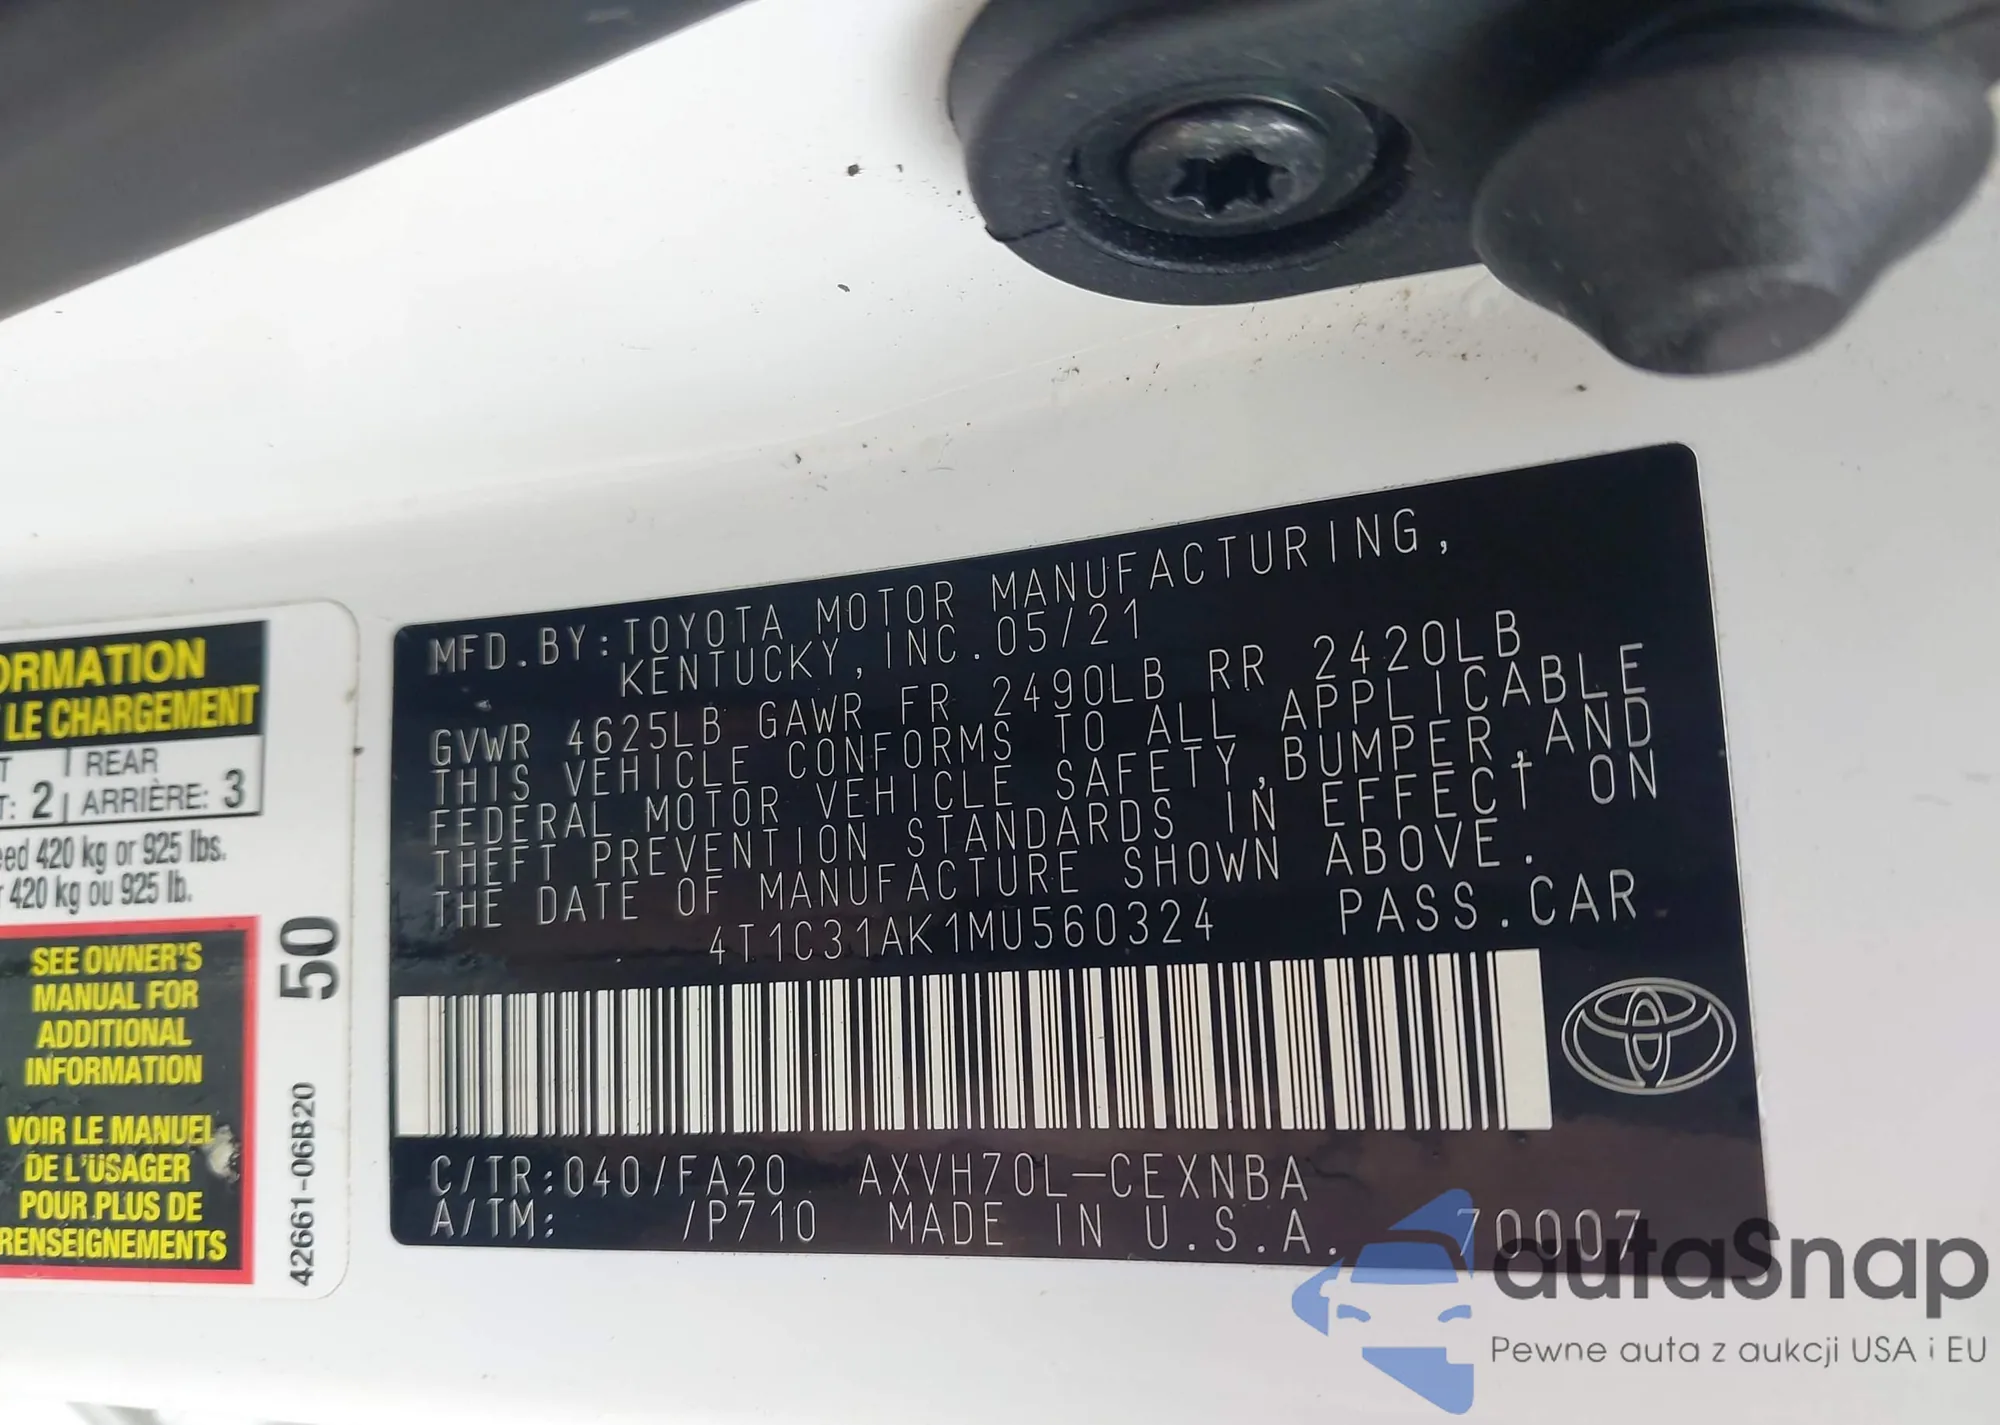 ORMATION
LE CHARGEMENT
T | REAR
T: 2 | ARRIÈRE: 3
eed 420 kg or 925 lbs.
r 420 kg ou 925 lb.
SEE OWNER'S
MANUAL FOR
ADDITIONAL
INFORMATION
VOIR LE MANUEL
DE L'USAGER
POUR PLUS DE
RENSEIGNEMENTS
50
42661-06B20
MFD.BY:TOYOTA MOTOR MANUFACTURING,
KENTUCKY,INC.05/21
GVWR 4625LB GAWR FR 2490LB RR 2420LB
THIS VEHICLE CONFORMS TO ALL APPLICABLE
FEDERAL MOTOR VEHICLE SAFETY,BUMPER,AND
THEFT PREVENTION STANDARDS IN EFFECT ON
THE DATE OF MANUFACTURE SHOWN ABOVE.
4T1C31AK1MU560324 PASS.CAR
C/TR:040/FA20 AXVH70L-CEXNBA
A/TM: /P710 MADE IN U.S.A. 70007
autaSnap
Pewne auta z aukcji USA i EU